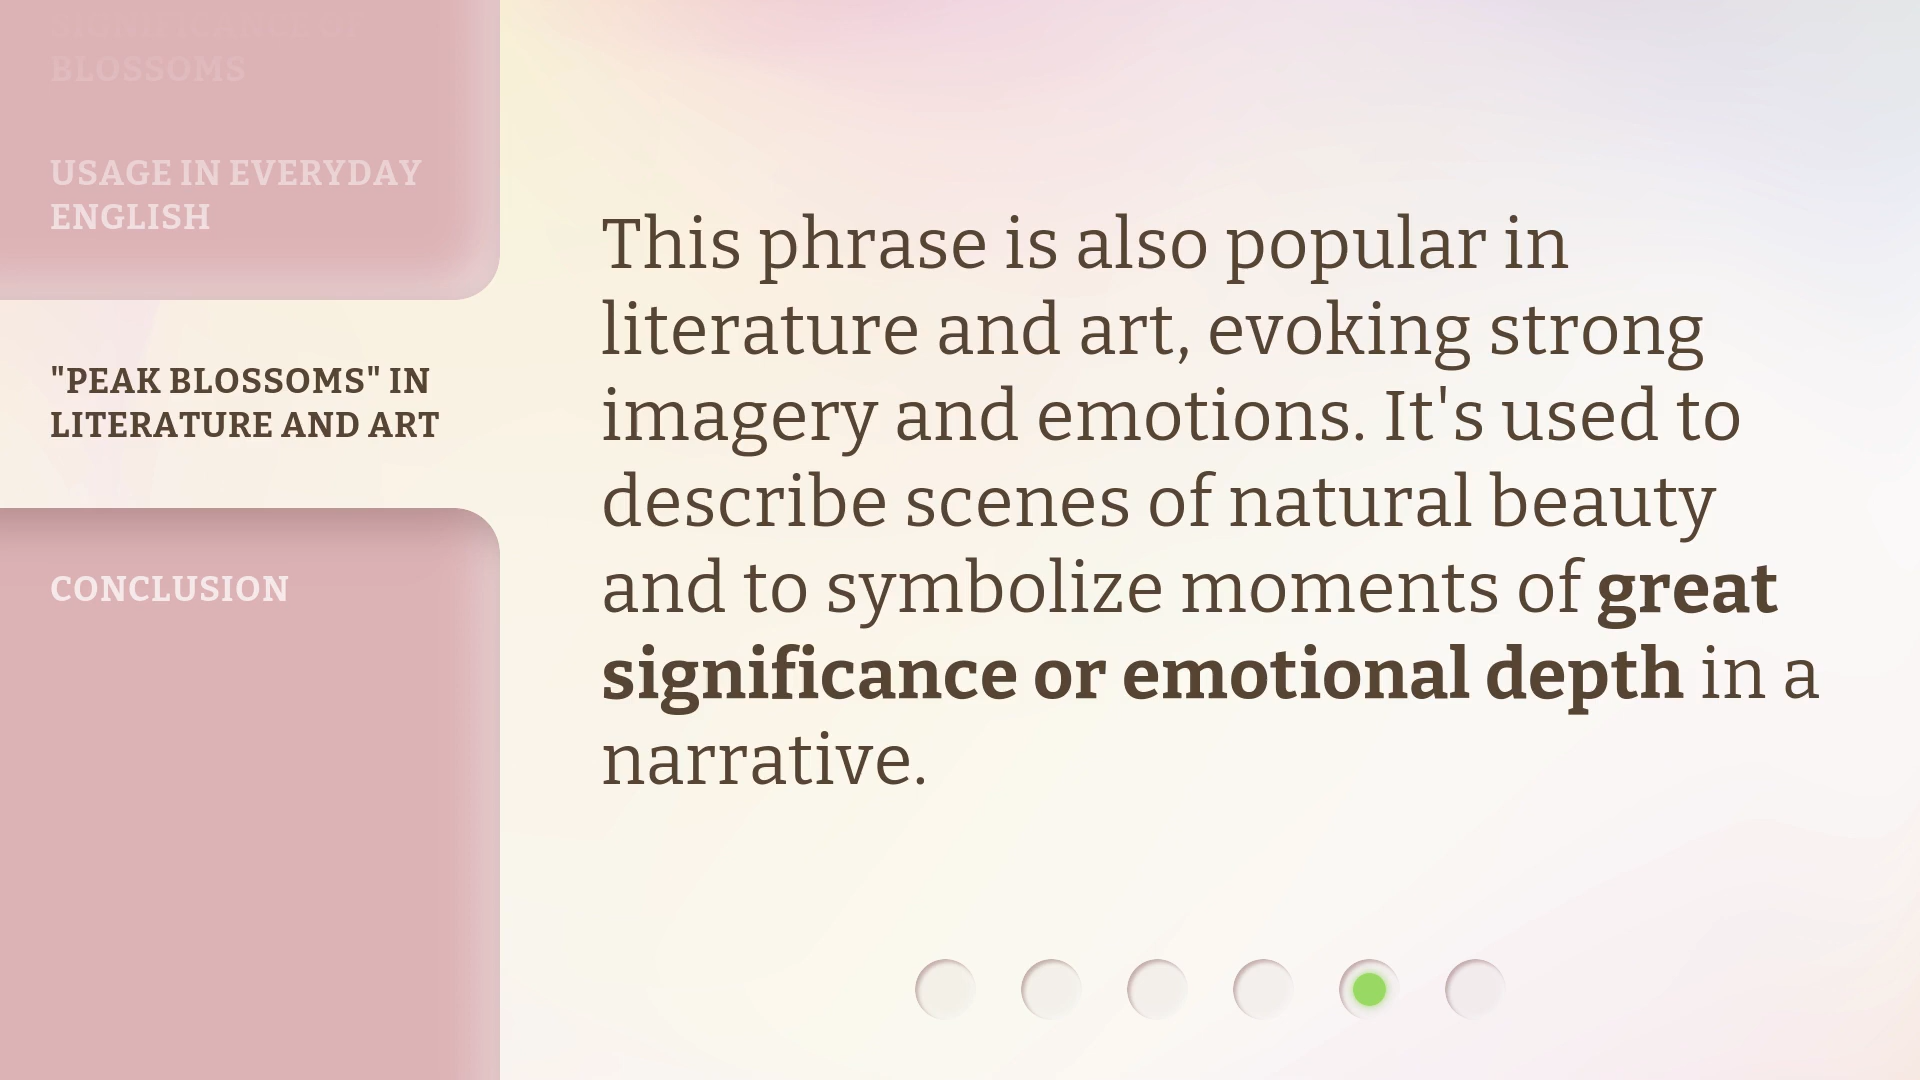 SIGNIFICANCE OF
BLOSSOMS
USAGE IN EVERYDAY
ENGLISH
"PEAK BLOSSOMS" IN
LITERATURE AND ART
CONCLUSION
This phrase is also popular in
literature and art, evoking strong
imagery and emotions. It's used to
describe scenes of natural beauty
and to symbolize moments of great
significance or emotional depth in a
narrative.